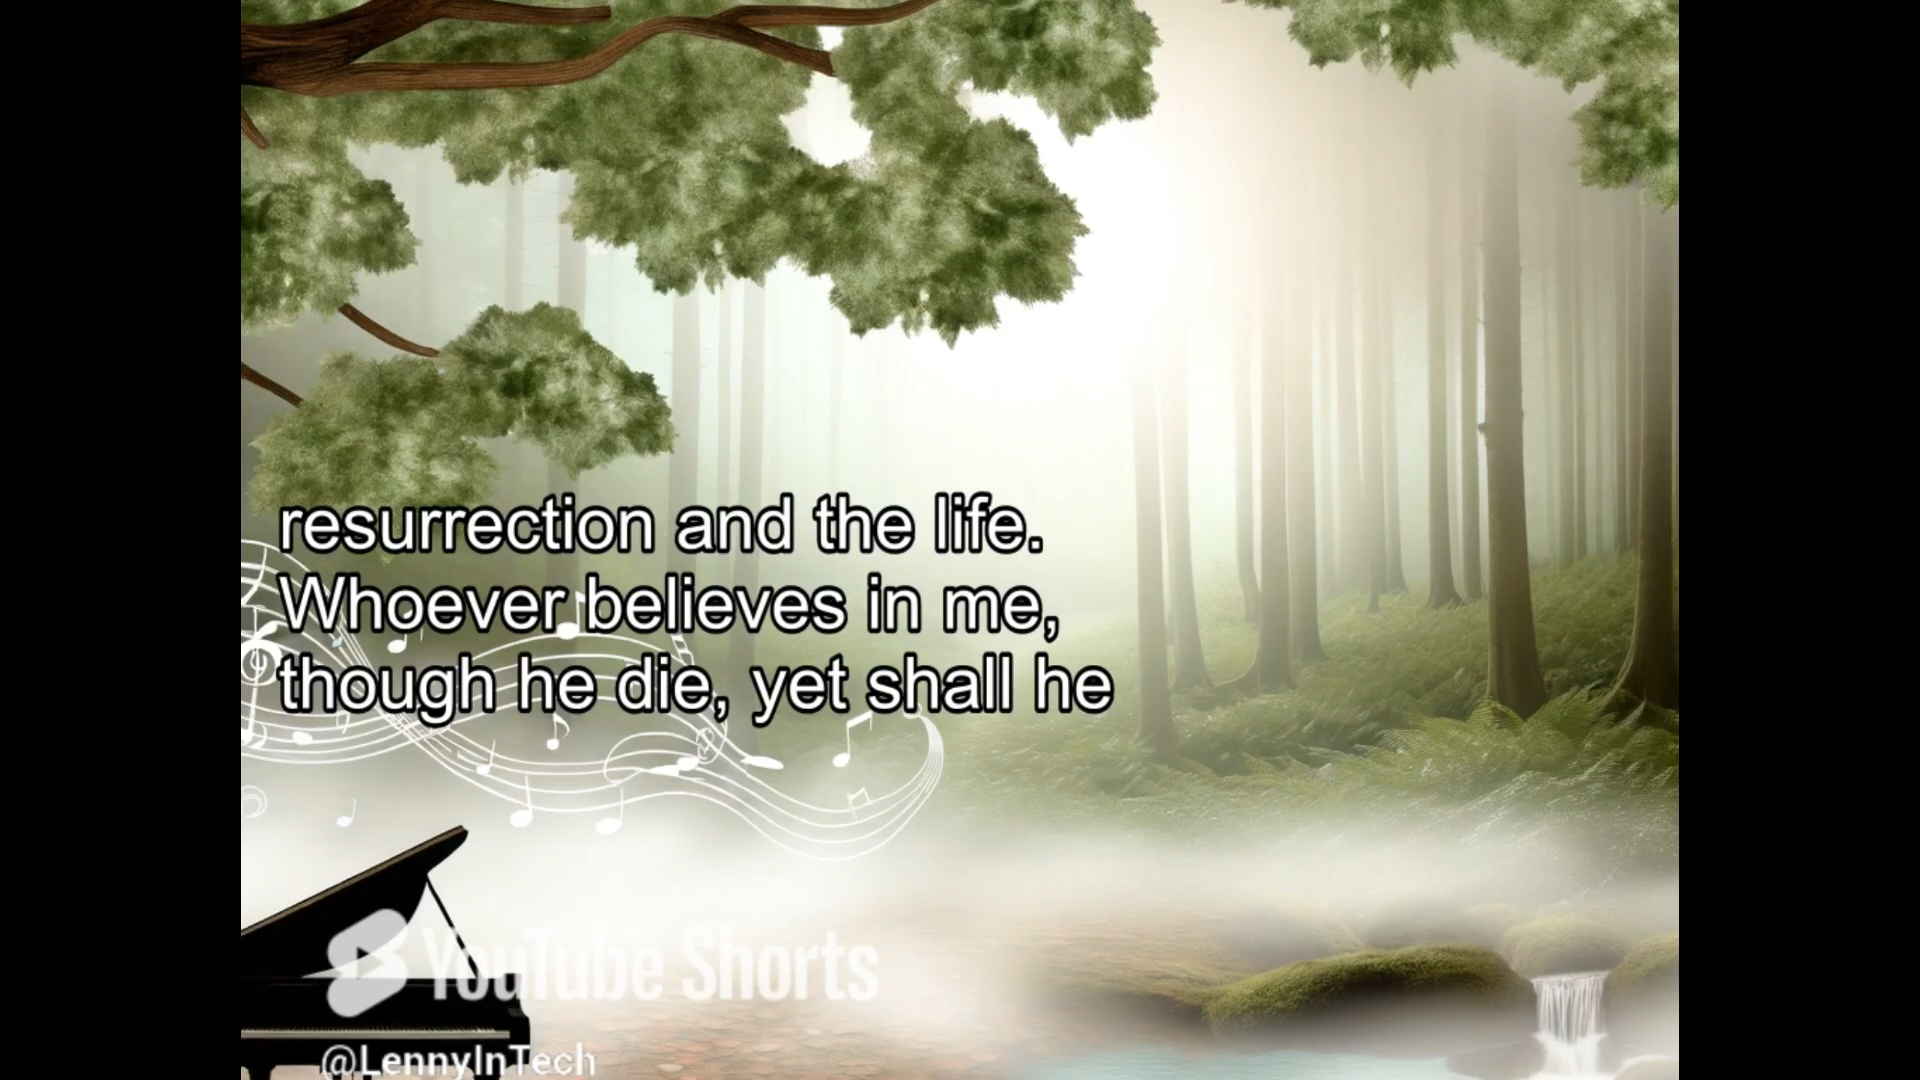 resurrection and the life.
Whoever believes in me,
though he die, yet shall he
YouTube Shorts
@LennyInTech